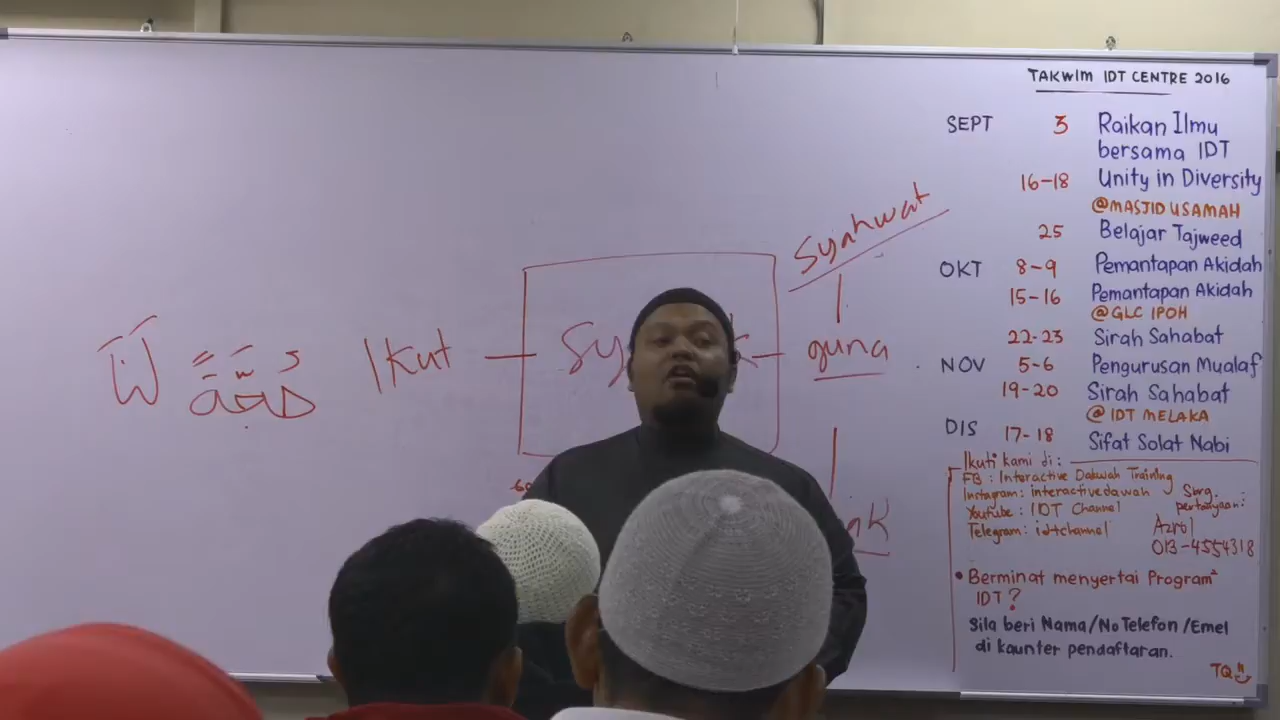 Syahwat
Ikut
guna
TAKWIM IDT CENTRE 2016
SEPT 3 Raikan Ilmu
bersama IDT
16-18 Unity in Diversity
@MASJID USAMAH
25 Belajar Tajweed
OKT 8-9 Pemantapan Akidah
15-16 Pemantapan Akidah
@GLC IPOH
22-23 Sirah Sahabat
NOV 5-6 Pengurusan Mualaf
19-20 Sirah Sahabat
@IDT MELAKA
DIS 17-18 Sifat Solat Nabi
Ikuti kami di:
FB: Interactive Dakwah Training
Instagram: interactivedawah
Youtube: IDT Channel
Telegram: idtchannel
Sbrg.
pertanyaan:
Azrol
013-4554318
• Berminat menyertai Program²
IDT?
Sila beri Nama/No Telefon/Emel
di kaunter pendaftaran.
TQ